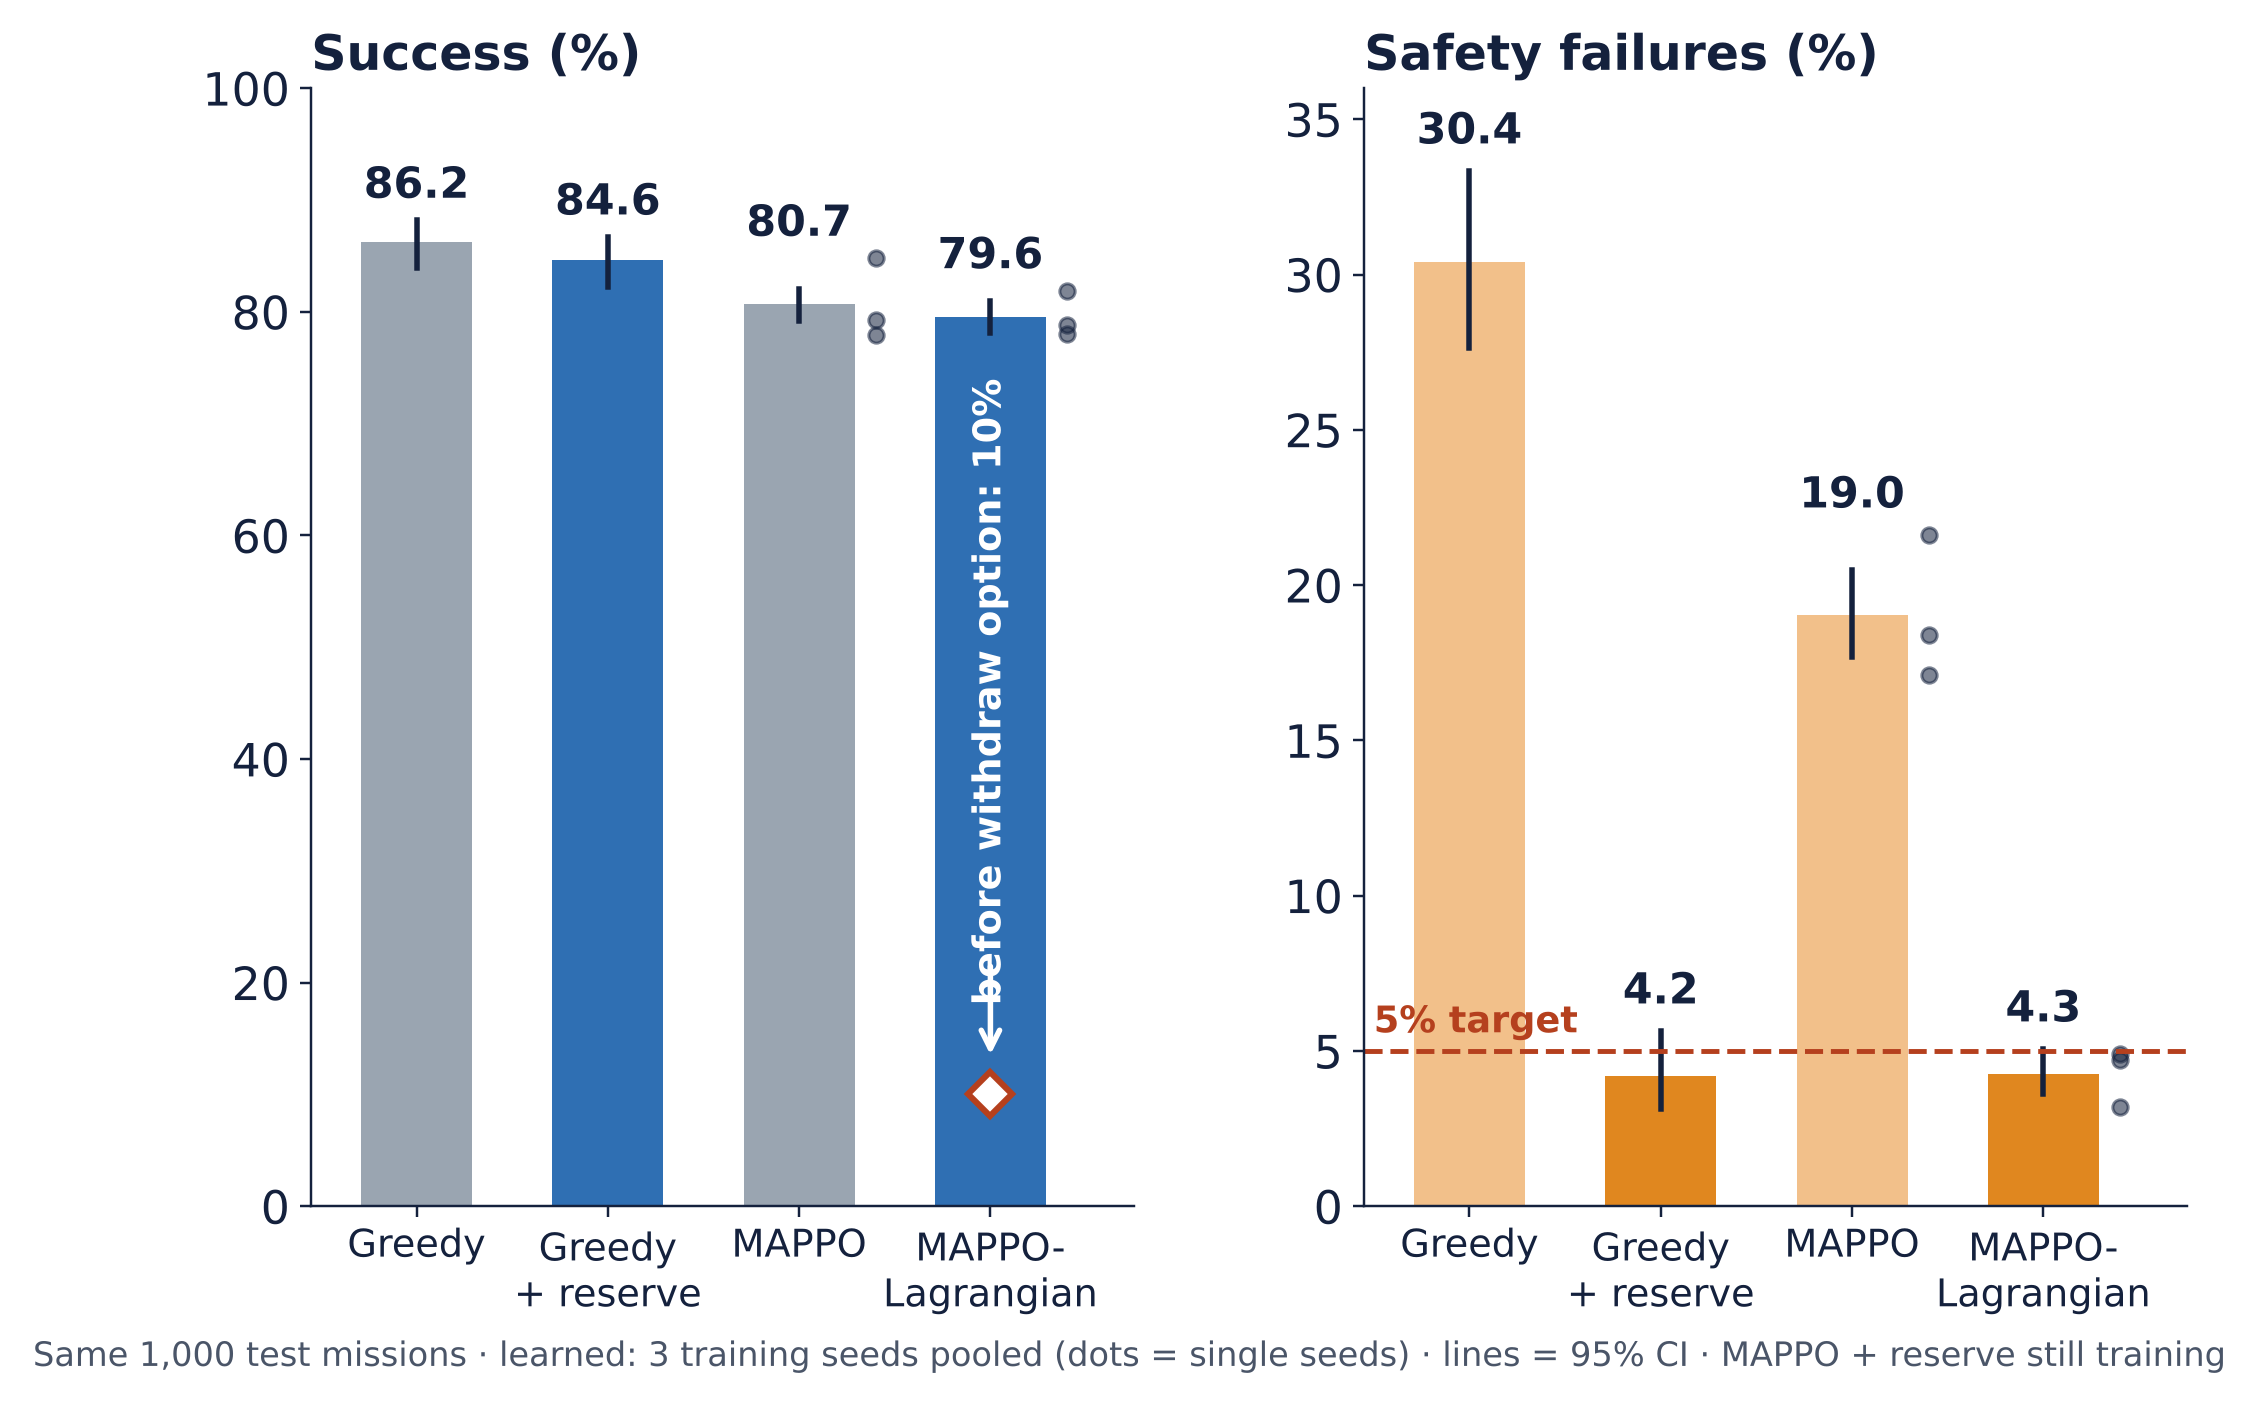 Success (%)
100
80
60
40
20
0
86.2
84.6
80.7
79.6
before withdraw option: 10%
Greedy
Greedy
+ reserve
MAPPO
MAPPO-
Lagrangian
Safety failures (%)
35
30
25
20
15
10
5
0
30.4
4.2
19.0
4.3
5% target
Greedy
Greedy
+ reserve
MAPPO
MAPPO-
Lagrangian
Same 1,000 test missions · learned: 3 training seeds pooled (dots = single seeds) · lines = 95% CI · MAPPO + reserve still training